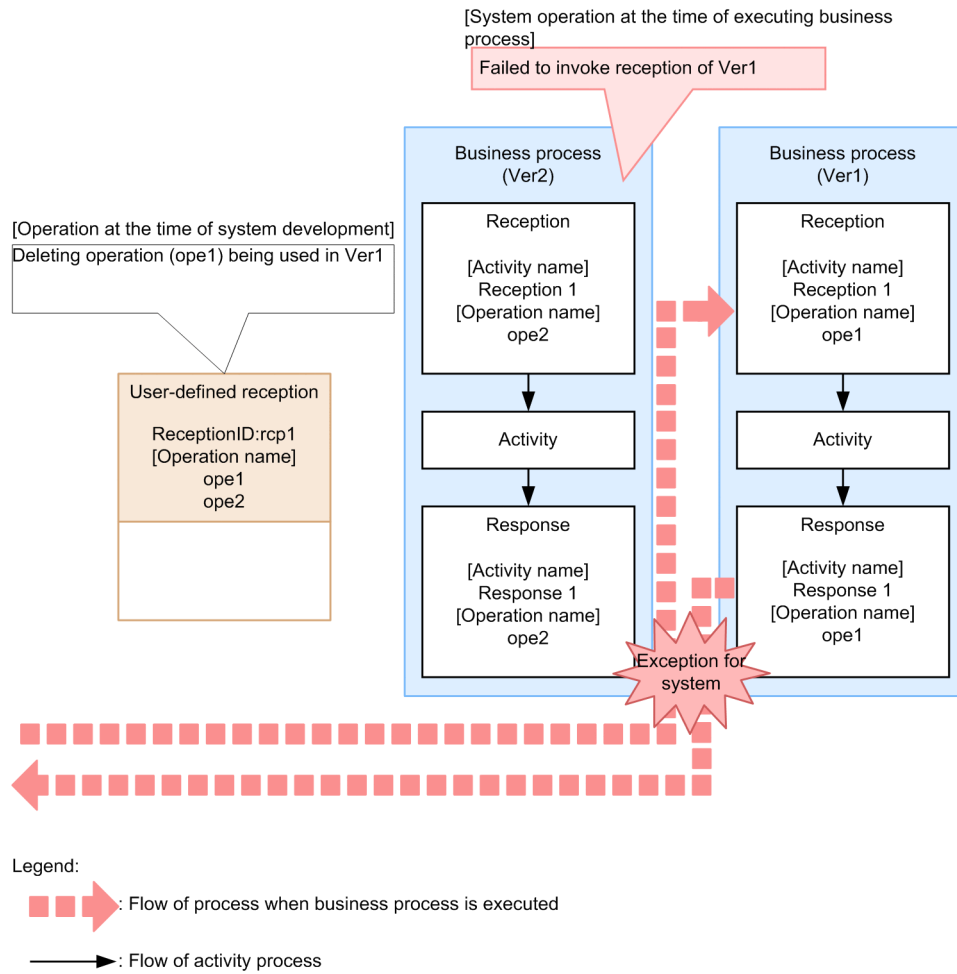 [System operation at the time of executing business
process]
Failed to invoke reception of Ver1
Business process
(Ver2)
Business process
(Ver1)
[Operation at the time of system development]
Deleting operation (ope1) being used in Ver1
User-defined reception
ReceptionID:rcp1
[Operation name]
ope1
ope2
Reception
[Activity name]
Reception 1
[Operation name]
ope2
Activity
Response
[Activity name]
Response 1
[Operation name]
ope2
Reception
[Activity name]
Reception 1
[Operation name]
ope1
Activity
Response
[Activity name]
Response 1
[Operation name]
ope1
Exception for
system
Legend:
: Flow of process when business process is executed
: Flow of activity process